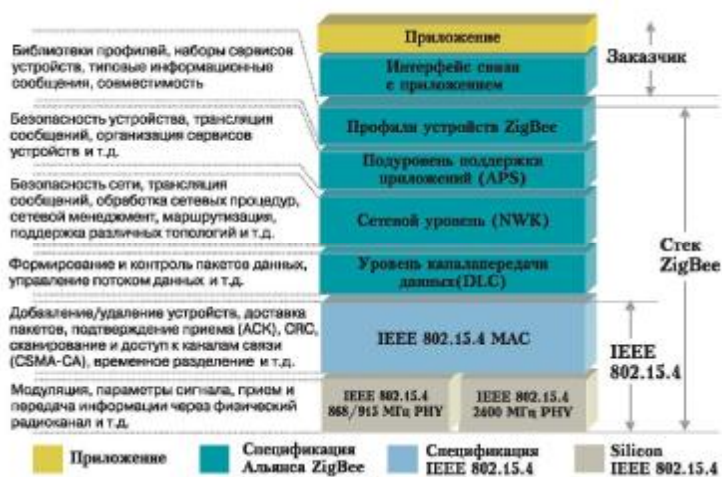 Библиотеки профилей, наборы сервисов
устройств, типовые информационные
сообщения, совместимость
Безопасность устройства, трансляция
сообщений, организация сервисов
устройств и т.д.
Безопасность сети, трансляция
сообщений, обработка сетевых процедур,
сетевой менеджмент, маршрутизация,
поддержка различных топологий и т.д.
Формирование и контроль пакетов данных,
управление потоком данных и т.д.
Добавление/удаление устройств, доставка
пакетов, подтверждение приема (ACK), CRC,
сканирование и доступ к каналам связи
(CSMA-CA), временное разделение и т.д.
Модуляция, параметры сигнала, прием и
передача информации через физический
радиоканал и т.д.
Приложение
Интерфейс связи
с приложением
Профили устройств ZigBee
Подуровень поддержки
приложений (APS)
Сетевой уровень (NWK)
Уровень каналапередачи
данных(DLC)
IEEE 802.15.4 MAC
IEEE 802.15.4
868/915 МГц PHY
IEEE 802.15.4
2400 МГц PHY
Заказчик
Стек
ZigBee
IEEE
802.15.4
Приложение
Спецификация
Альянса ZigBee
Спецификация
IEEE 802.15.4
Silicon
IEEE 802.15.4